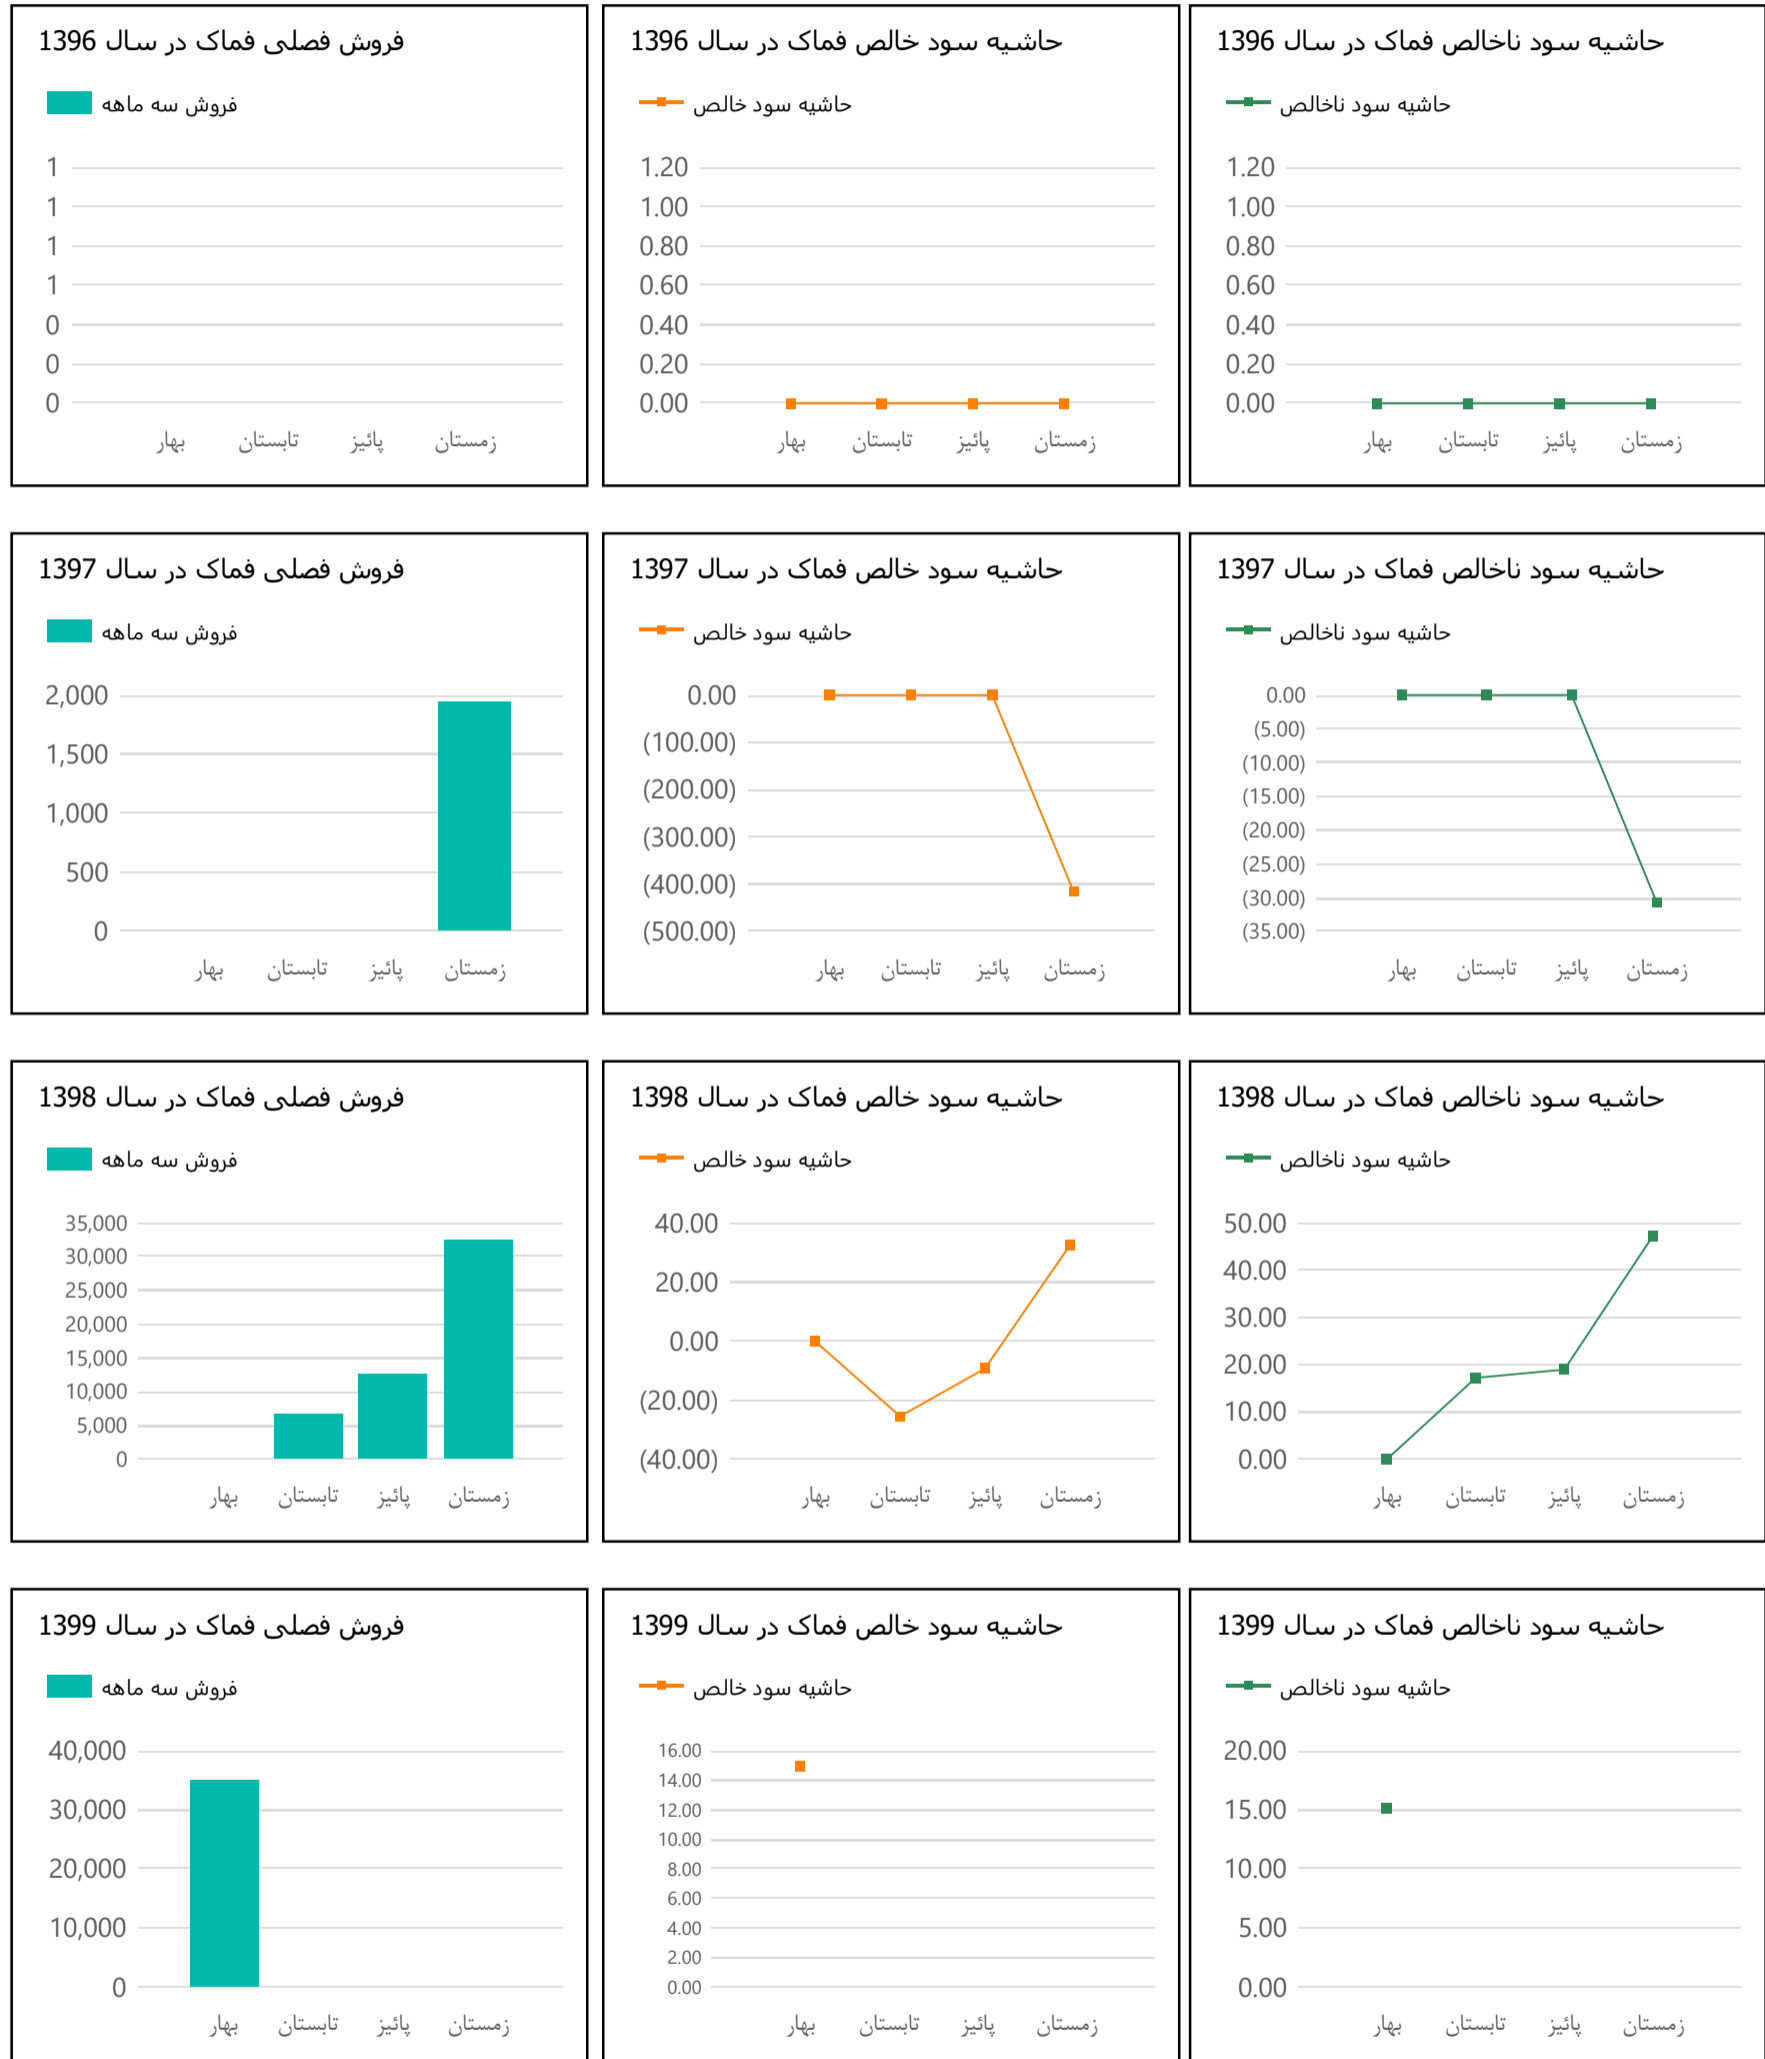 فروش فصلی فماک در سال 1396
فروش سه ماهه
1
1
1
1
0
0
0
بهار تابستان پائیز زمستان
حاشیه سود خالص فماک در سال 1396
حاشیه سود خالص
1.20
1.00
0.80
0.60
0.40
0.20
0.00
بهار تابستان پائیز زمستان
حاشیه سود ناخالص فماک در سال 1396
حاشیه سود ناخالص
1.20
1.00
0.80
0.60
0.40
0.20
0.00
بهار تابستان پائیز زمستان
فروش فصلی فماک در سال 1397
فروش سه ماهه
2,000
1,500
1,000
500
0
بهار تابستان پائیز زمستان
حاشیه سود خالص فماک در سال 1397
حاشیه سود خالص
0.00
(100.00)
(200.00)
(300.00)
(400.00)
(500.00)
بهار تابستان پائیز زمستان
حاشیه سود ناخالص فماک در سال 1397
حاشیه سود ناخالص
0.00
(5.00)
(10.00)
(15.00)
(20.00)
(25.00)
(30.00)
(35.00)
بهار تابستان پائیز زمستان
فروش فصلی فماک در سال 1398
فروش سه ماهه
35,000
30,000
25,000
20,000
15,000
10,000
5,000
0
بهار تابستان پائیز زمستان
حاشیه سود خالص فماک در سال 1398
حاشیه سود خالص
40.00
20.00
0.00
(20.00)
(40.00)
بهار تابستان پائیز زمستان
حاشیه سود ناخالص فماک در سال 1398
حاشیه سود ناخالص
50.00
40.00
30.00
20.00
10.00
0.00
بهار تابستان پائیز زمستان
فروش فصلی فماک در سال 1399
فروش سه ماهه
40,000
30,000
20,000
10,000
0
بهار تابستان پائیز زمستان
حاشیه سود خالص فماک در سال 1399
حاشیه سود خالص
16.00
14.00
12.00
10.00
8.00
6.00
4.00
2.00
0.00
بهار تابستان پائیز زمستان
حاشیه سود ناخالص فماک در سال 1399
حاشیه سود ناخالص
20.00
15.00
10.00
5.00
0.00
بهار تابستان پائیز زمستان